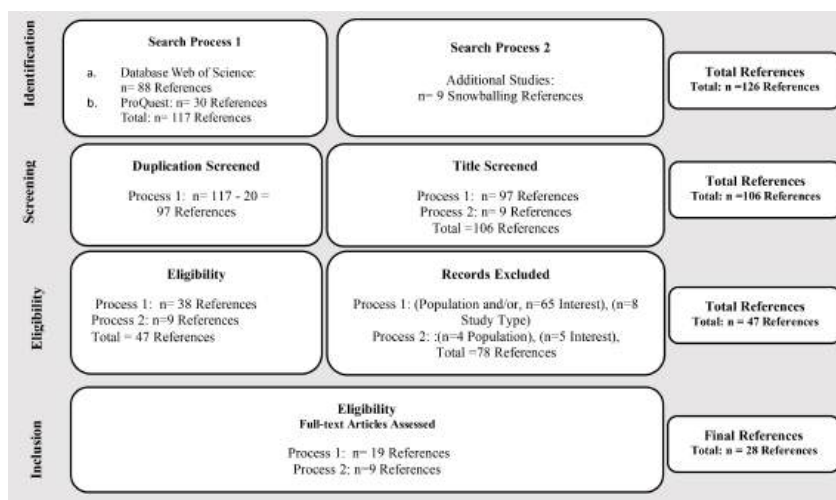 Identification
Search Process 1
a. Database Web of Science:
n= 88 References
b. ProQuest: n= 30 References
Total: n= 117 References
Search Process 2
Additional Studies:
n= 9 Snowballing References
Total References
Total: n =126 References
Screening
Duplication Screened
Process 1: n= 117 - 20 =
97 References
Title Screened
Process 1: n= 97 References
Process 2: n= 9 References
Total =106 References
Total References
Total: n =106 References
Eligibility
Eligibility
Process 1: n= 38 References
Process 2: n=9 References
Total = 47 References
Records Excluded
Process 1: (Population and/or, n=65 Interest), (n=8
Study Type)
Process 2: :(n=4 Population), (n=5 Interest),
Total =78 References
Total References
Total: n = 47 References
Inclusion
Eligibility
Full-text Articles Assessed
Process 1: n= 19 References
Process 2: n=9 References
Final References
Total: n = 28 References